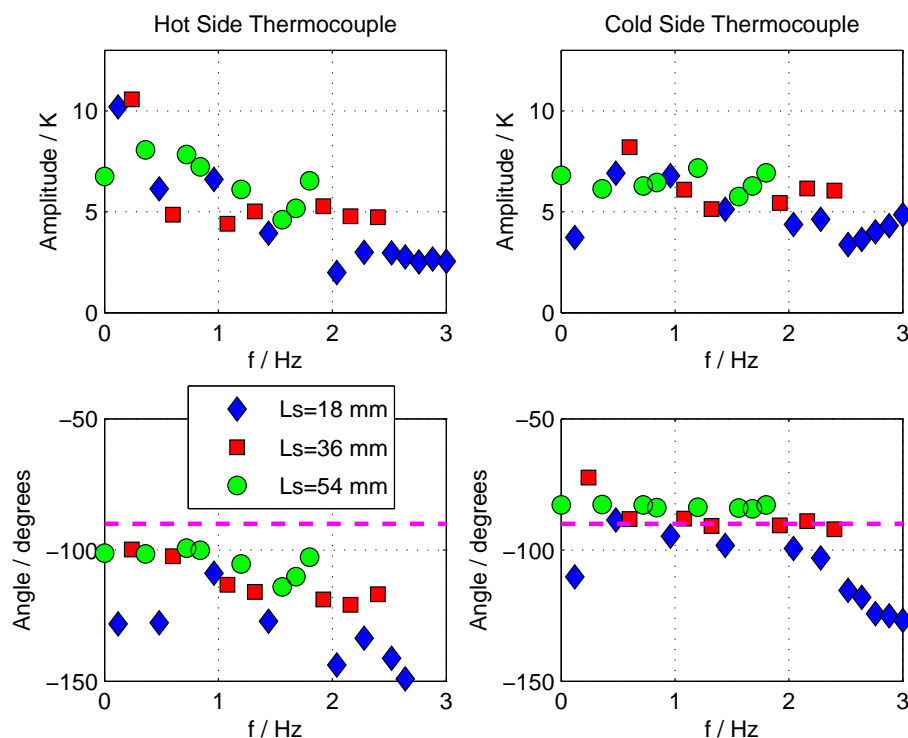 Hot Side Thermocouple
Cold Side Thermocouple
Amplitude / K
10
5
0
0 1 2 3
f / Hz
Amplitude / K
10
5
0
0 1 2 3
f / Hz
Ls=18 mm
Ls=36 mm
Ls=54 mm
Angle / degrees
−50
−100
−150
0 1 2 3
f / Hz
Angle / degrees
−50
−100
−150
0 1 2 3
f / Hz